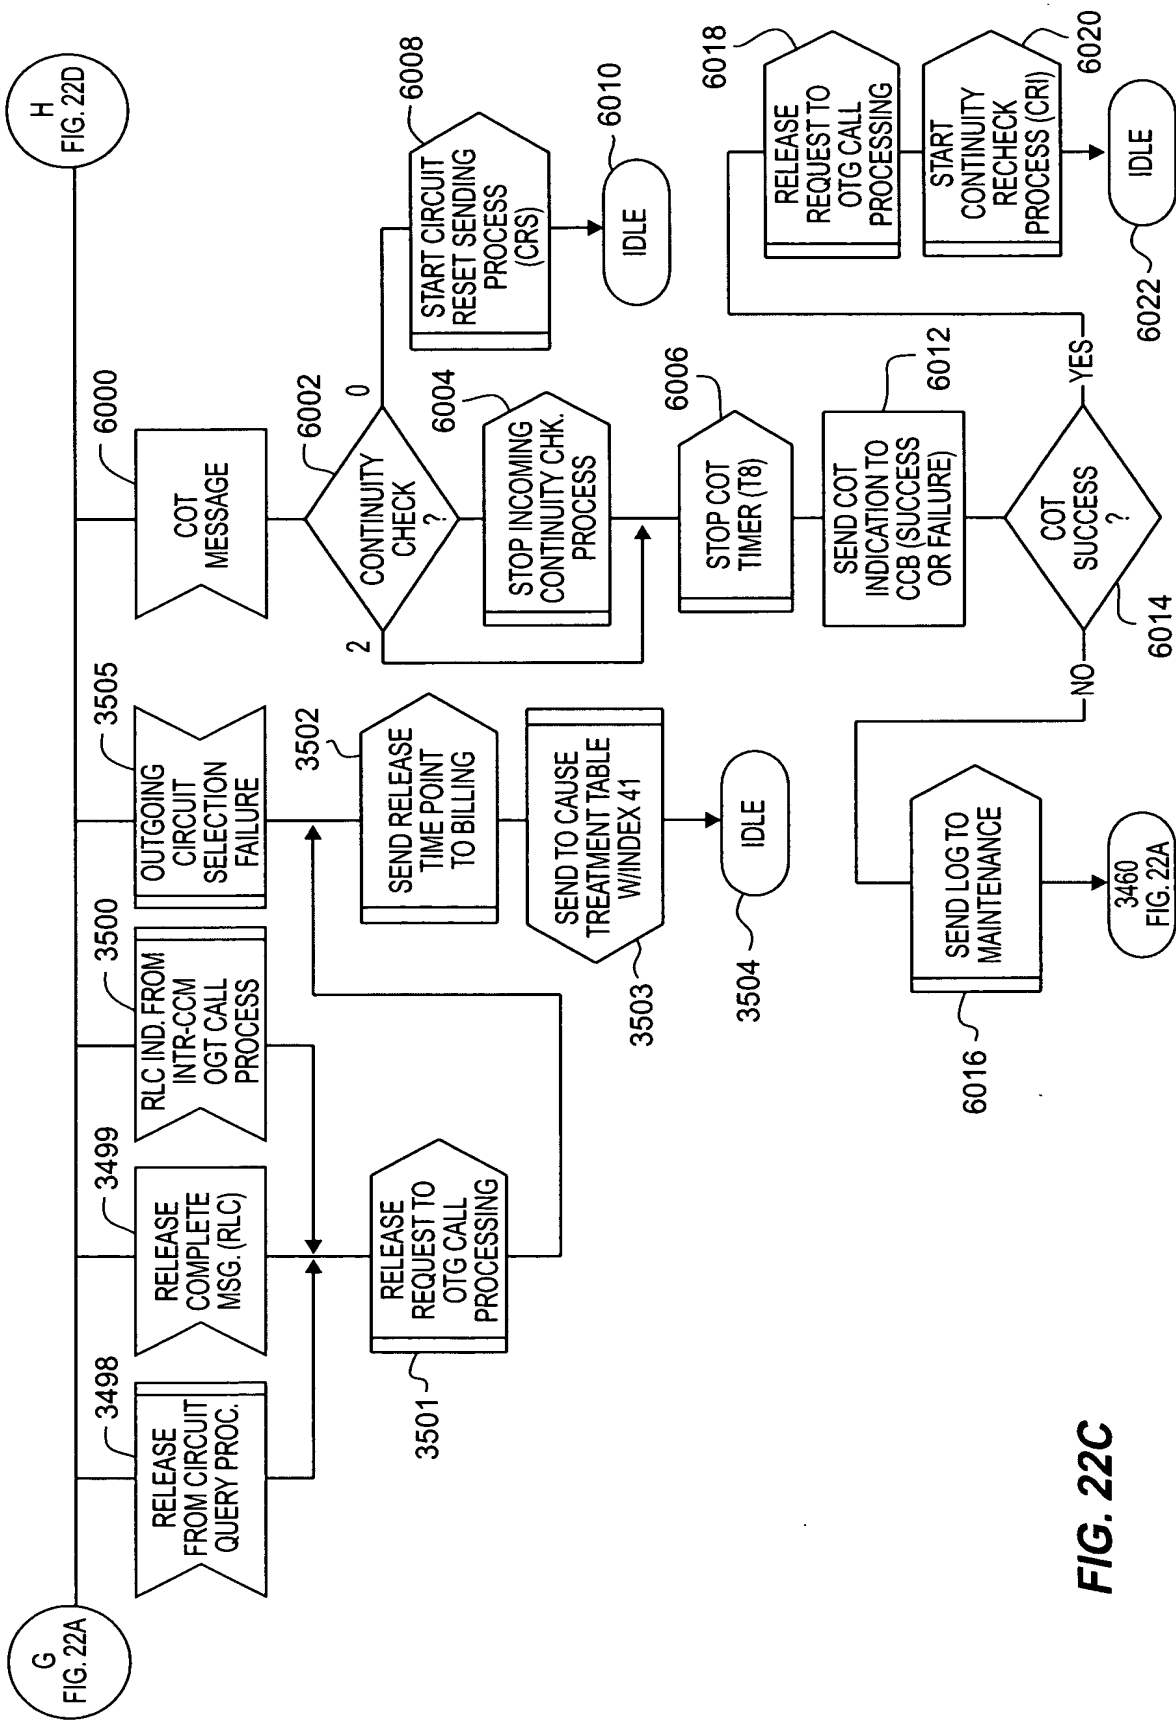 G
FIG. 22A
H
FIG. 22D
RELEASE
FROM CIRCUIT
QUERY PROC.
3498
RELEASE
COMPLETE
MSG. (RLC)
3499
RLC IND. FROM
INTR-CCM
OGT CALL
PROCESS
3500
OUTGOING
CIRCUIT
SELECTION
FAILURE
3505
COT
MESSAGE
6000
RELEASE
REQUEST TO
OTG CALL
PROCESSING
3501
SEND RELEASE
TIME POINT
TO BILLING
3502
SEND TO CAUSE
TREATMENT TABLE
W/INDEX 41
3503
IDLE
3504
CONTINUITY
CHECK
?
6002
2
0
START CIRCUIT
RESET SENDING
PROCESS
(CRS)
6008
IDLE
6010
STOP INCOMING
CONTINUITY CHK.
PROCESS
6004
STOP COT
TIMER (T8)
6006
SEND COT
INDICATION TO
CCB (SUCCESS
OR FAILURE)
6012
COT
SUCCESS
?
6014
NO
YES
SEND LOG TO
MAINTENANCE
6016
3460
FIG. 22A
RELEASE
REQUEST TO
OTG CALL
PROCESSING
6018
START
CONTINUITY
RECHECK
PROCESS (CRI)
6020
IDLE
6022
FIG. 22C